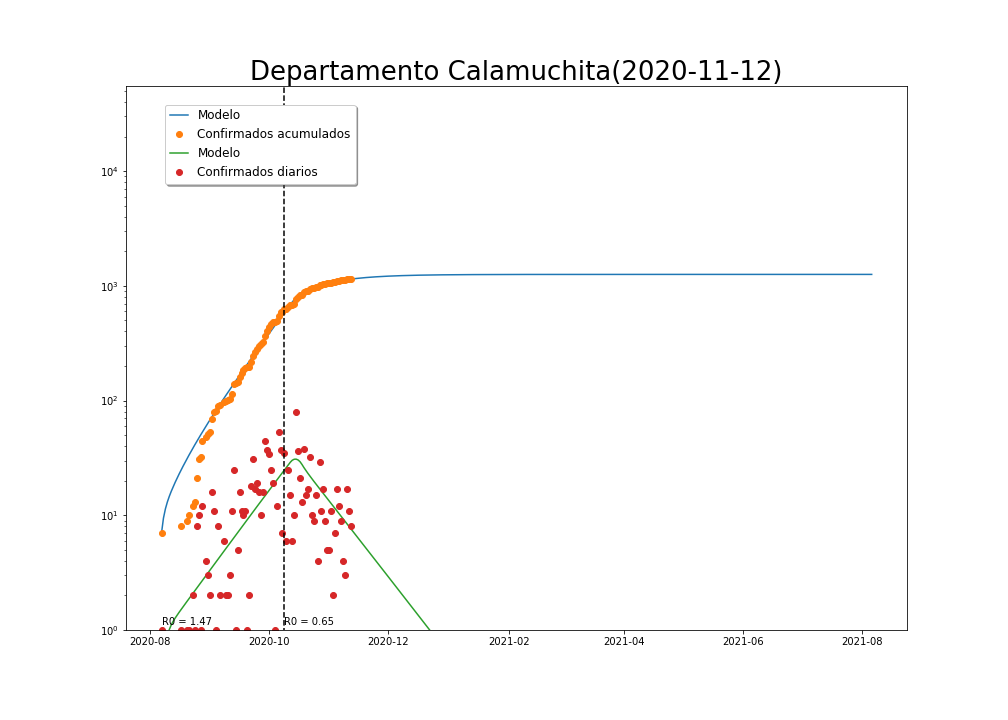 Departamento Calamuchita(2020-11-12)
Modelo
Confirmados acumulados
Modelo
Confirmados diarios
10⁴
10³
10²
10¹
10⁰
R0 = 1.47
R0 = 0.65
2020-08
2020-10
2020-12
2021-02
2021-04
2021-06
2021-08